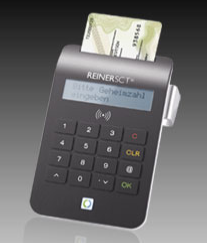 REINERSCT®
Bitte Geheimzahl
eingeben
1 2 3 C
4 5 6 CLR
7 8 9 @
0 OK